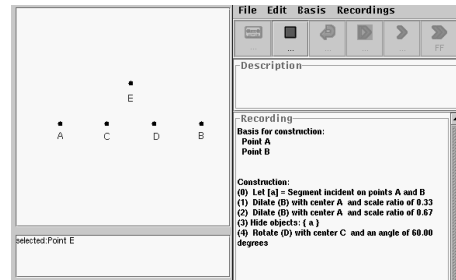 File Edit Basis Recordings
... ... ... ... ... FF
Description
E
A C D B
selected:Point E
Recording
Basis for construction:
Point A
Point B
Construction:
(0) Let [a] = Segment incident on points A and B
(1) Dilate (B) with center A and scale ratio of 0.33
(2) Dilate (B) with center A and scale ratio of 0.67
(3) Hide objects: { a }
(4) Rotate (D) with center C and an angle of 60.00
degrees